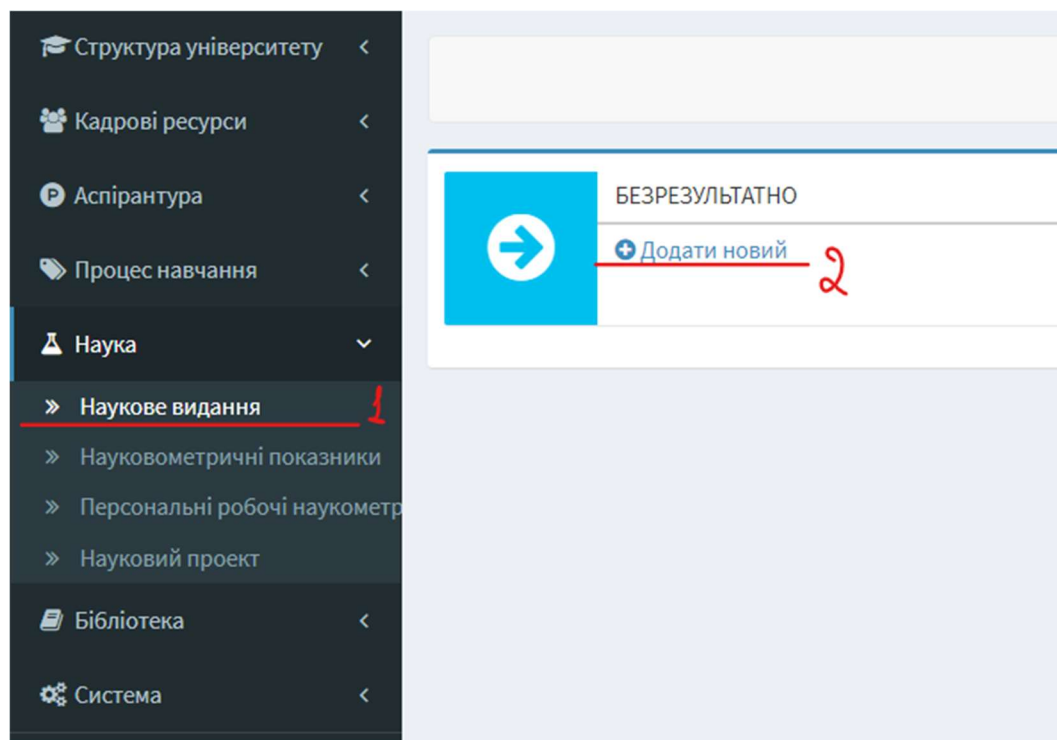 Структура університету
Кадрові ресурси
Аспірантура
Процес навчання
Наука
Наукове видання 1
Науковометричні показники
Персональні робочі наукометр
Науковий проект
Бібліотека
Система
БЕЗРЕЗУЛЬТАТНО
Додати новий 2